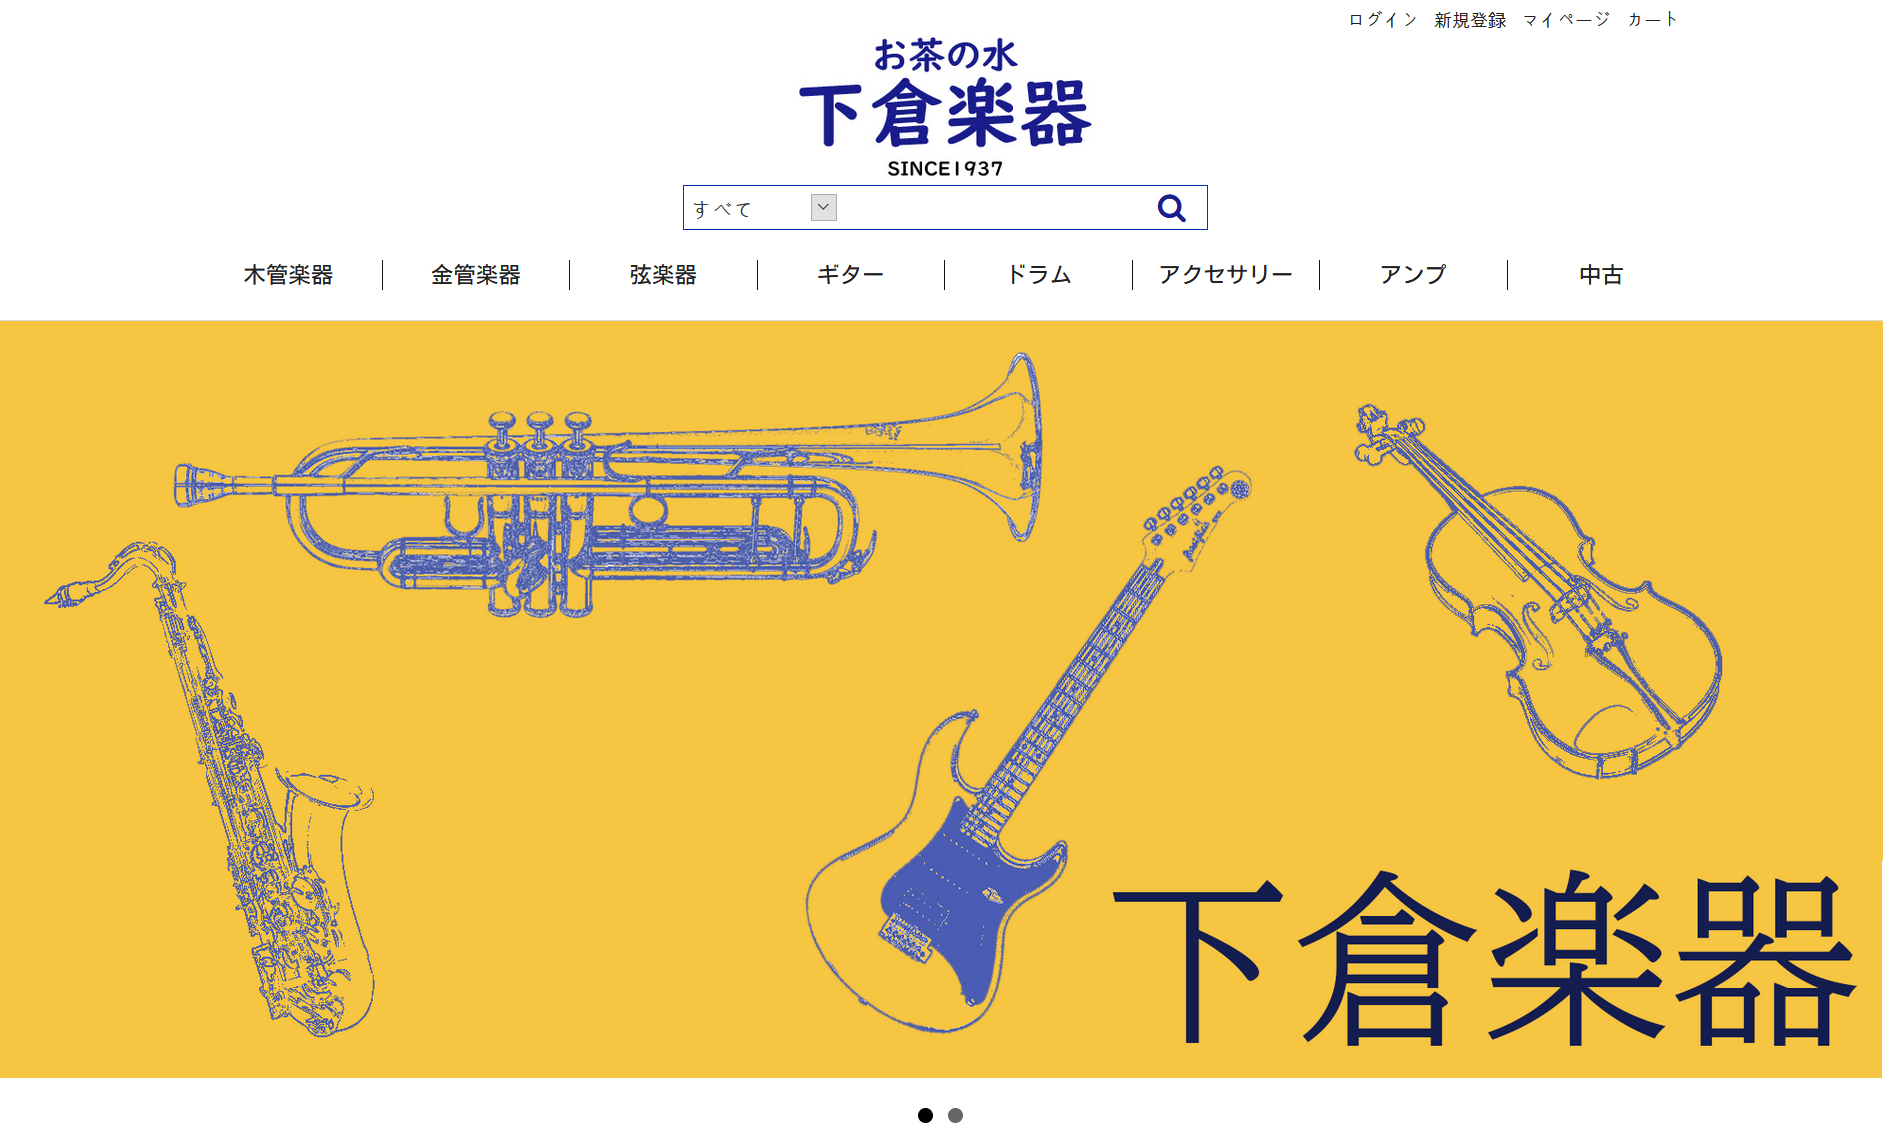 ログイン 新規登録 マイページ カート
お茶の水
下倉楽器
SINCE1937
すべて
木管楽器 金管楽器 弦楽器 ギター ドラム アクセサリー アンプ 中古
下倉楽器